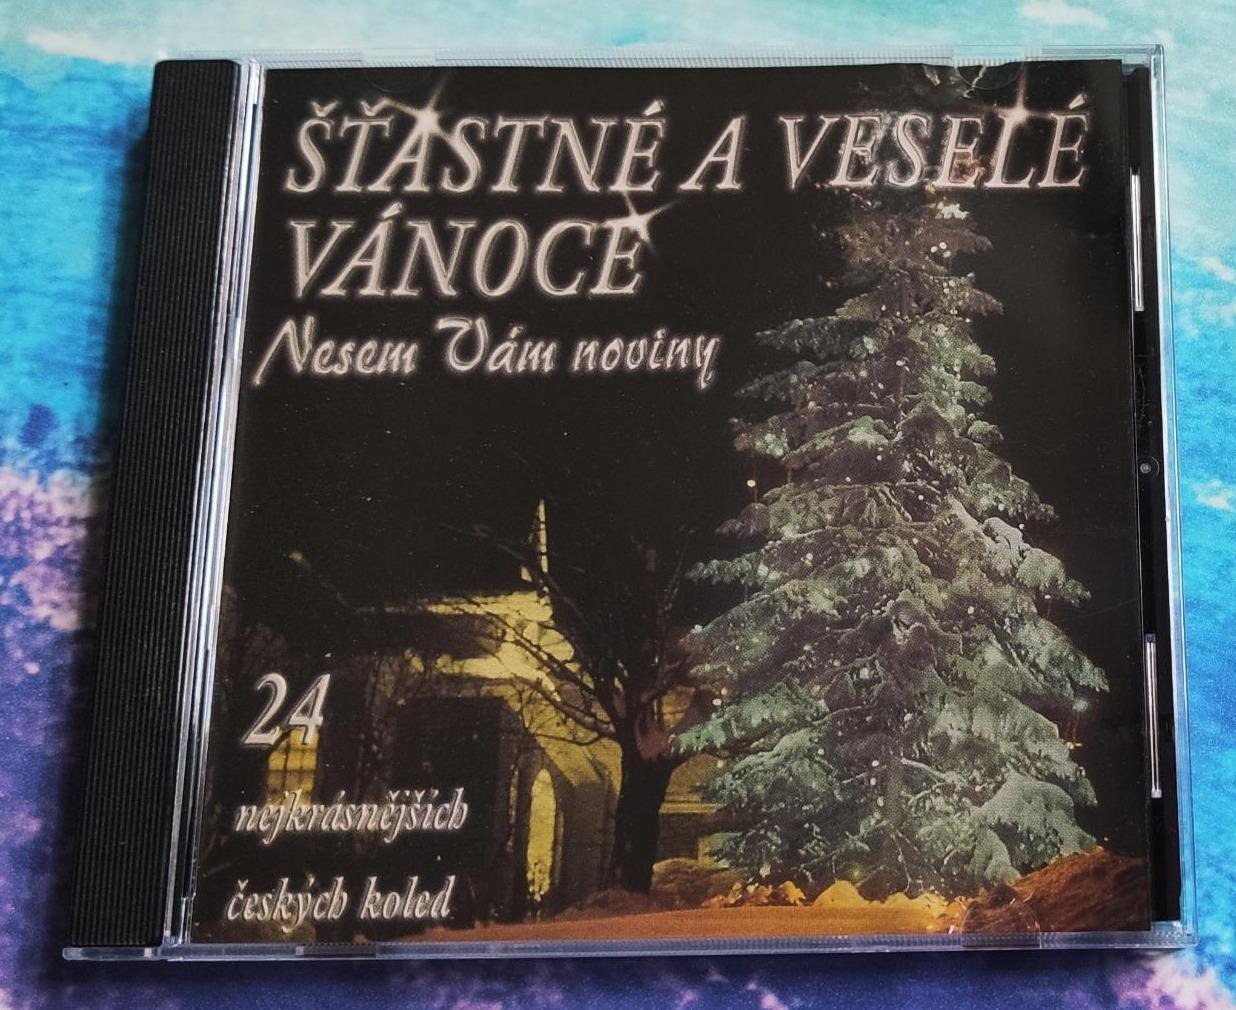 ŠŤASTNÉ A VESELÉ
VÁNOCE
Nesem Vám noviny
24
nejkrásnějších
českých koled